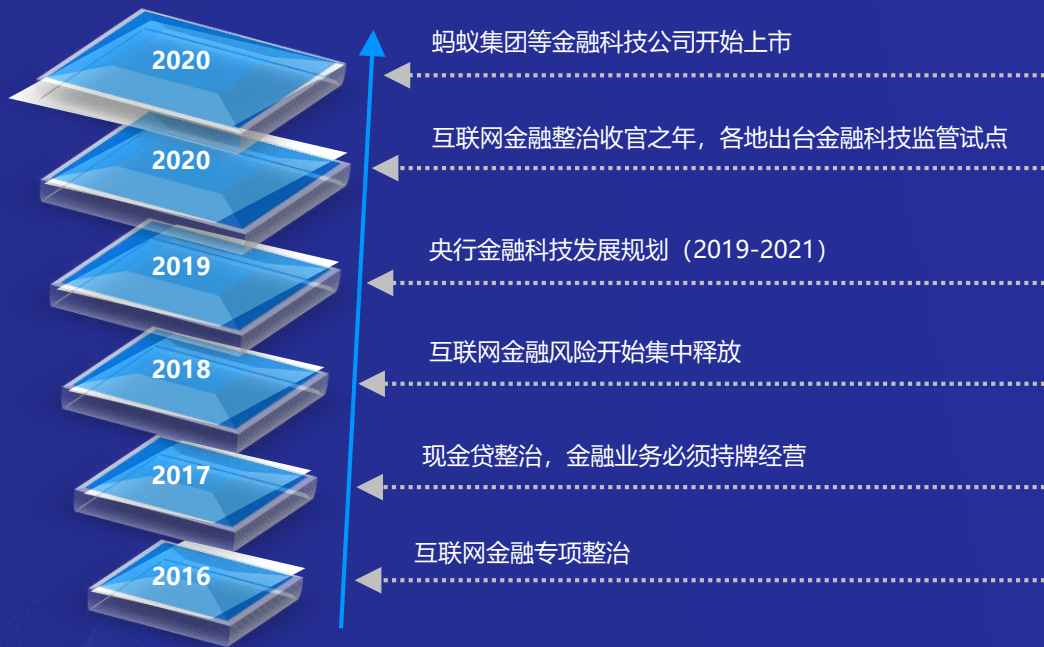 2020
蚂蚁集团等金融科技公司开始上市
2020
互联网金融整治收官之年，各地出台金融科技监管试点
2019
央行金融科技发展规划（2019-2021）
2018
互联网金融风险开始集中释放
2017
现金贷整治，金融业务必须持牌经营
2016
互联网金融专项整治